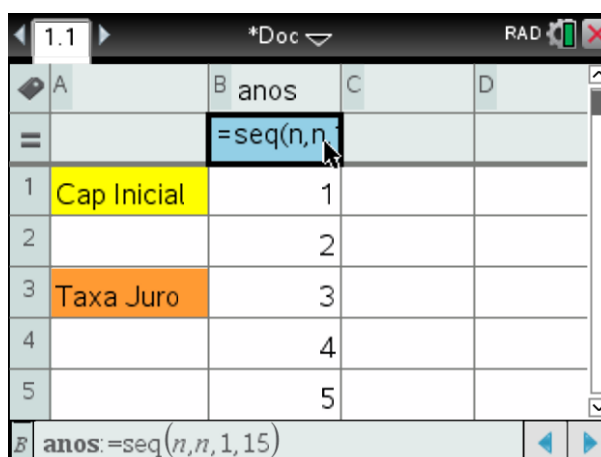 1.1 *Doc RAD
A B anos C D
= =seq(n,n,1
1 Cap Inicial 1
2 2
3 Taxa Juro 3
4 4
5 5
B anos:=seq(n,n,1,15)